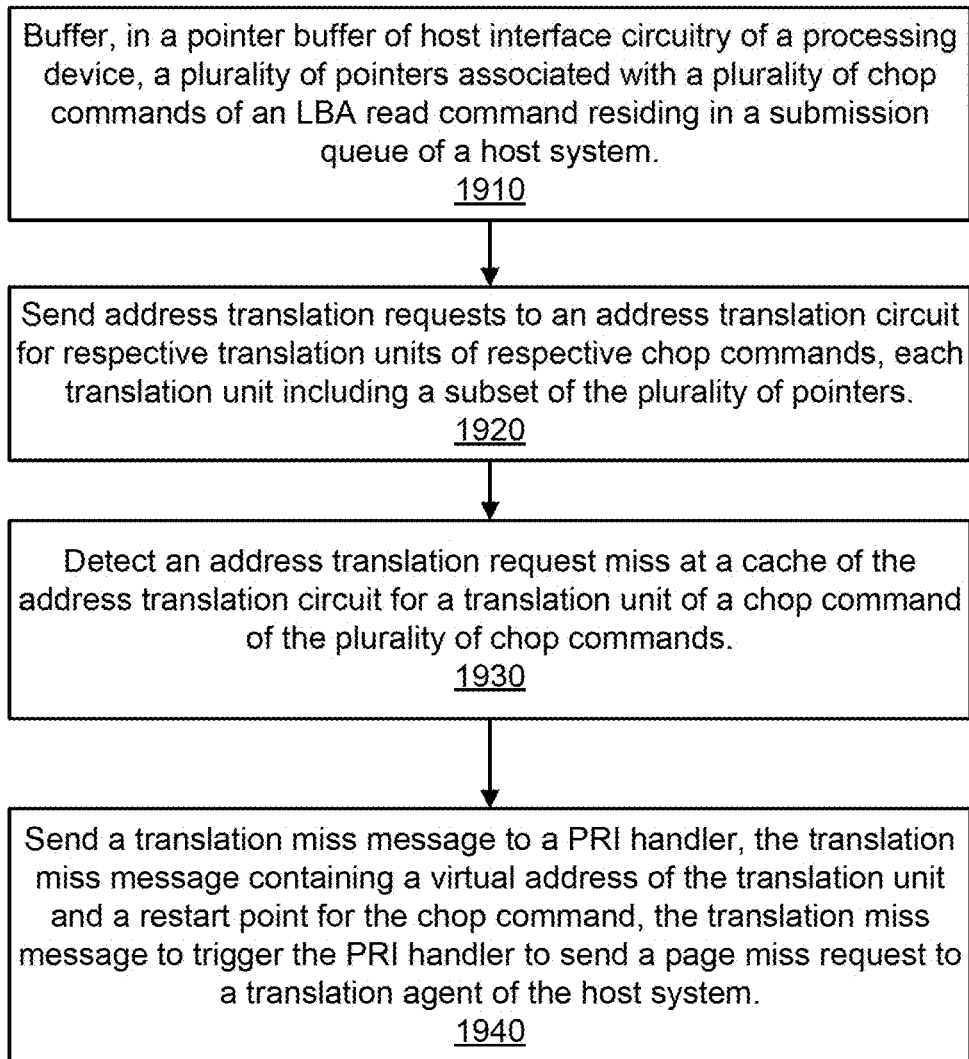 Buffer, in a pointer buffer of host interface circuitry of a processing
device, a plurality of pointers associated with a plurality of chop
commands of an LBA read command residing in a submission
queue of a host system.
1910
Send address translation requests to an address translation circuit
for respective translation units of respective chop commands, each
translation unit including a subset of the plurality of pointers.
1920
Detect an address translation request miss at a cache of the
address translation circuit for a translation unit of a chop command
of the plurality of chop commands.
1930
Send a translation miss message to a PRI handler, the translation
miss message containing a virtual address of the translation unit
and a restart point for the chop command, the translation miss
message to trigger the PRI handler to send a page miss request to
a translation agent of the host system.
1940